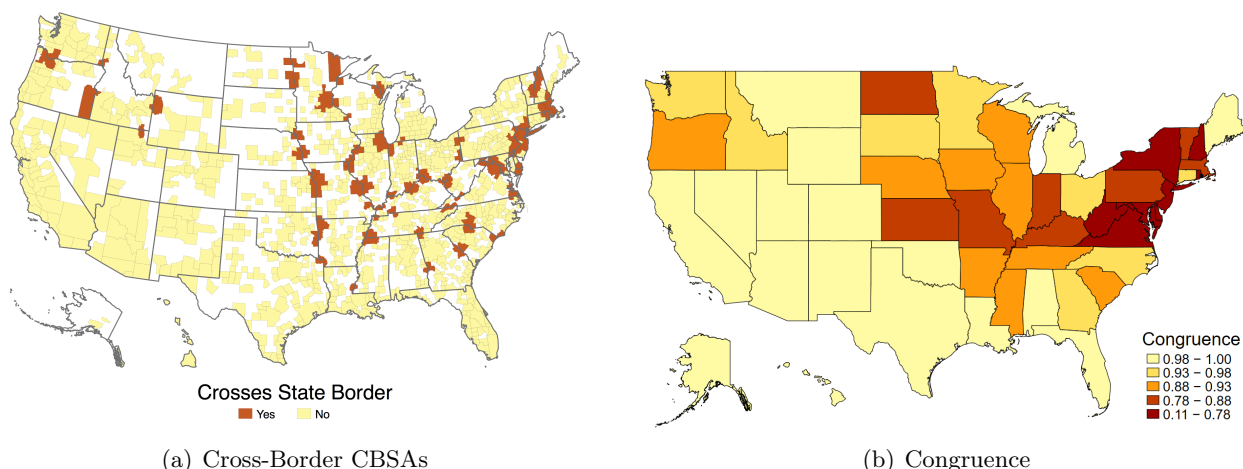 Crosses State Border
Yes No
(a) Cross-Border CBSAs
Congruence
0.98 − 1.00
0.93 − 0.98
0.88 − 0.93
0.78 − 0.88
0.11 − 0.78
(b) Congruence